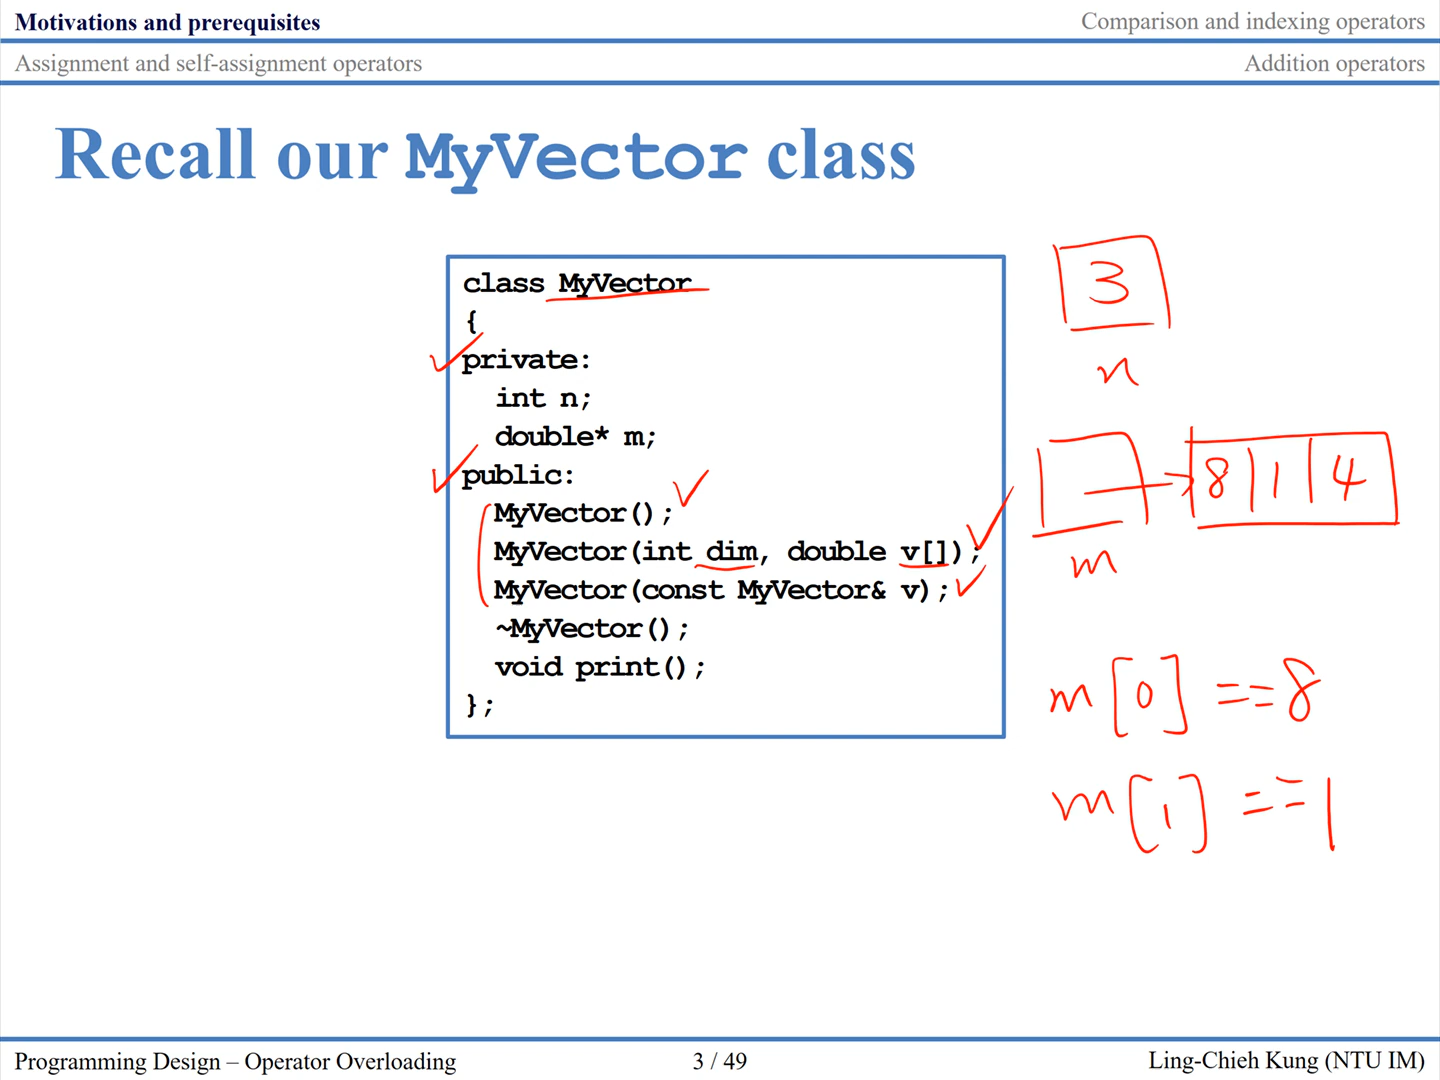 Motivations and prerequisites
Comparison and indexing operators
Assignment and self-assignment operators
Addition operators
Recall our MyVector class
class MyVector
{
private:
int n;
double* m;
public:
MyVector();
MyVector(int dim, double v[]);
MyVector(const MyVector& v);
~MyVector();
void print();
};
3
n
8 1 4
m
m[0] == 8
m[1] == 1
Programming Design – Operator Overloading
3 / 49
Ling-Chieh Kung (NTU IM)